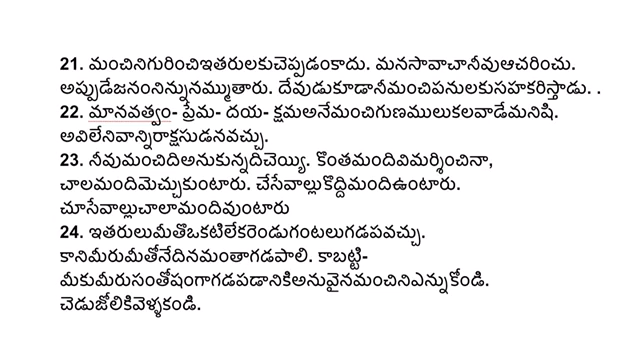 21. మంచినిగురించిఇతరులకుచెప్పడంకాదు. మనసావాచానీవుఆచరించు.
అప్పుడేజనంనిన్నునమ్ముతారు. దేవుడుకూడానీమంచిపనులకుసహకరిస్తాడు. .
22. మానవత్వం- ప్రేమ- దయ- క్షమఅనేమంచిగుణములుకలవాడేమనిషి.
అవిలేనివాన్నిరాక్షసుడనవచ్చు.
23. నీవుమంచిదిఅనుకున్నదిచెయ్యి. కొంతమందివిమర్శించినా,
చాలమందిమెచ్చుకుంటారు. చేసేవాల్లుకొద్దిమందిఉంటారు.
చూసేవాల్లుచాలామందివుంటారు
24. ఇతరులుమీతొఒకటిలేకరెండుగంటలుగడపవచ్చు.
కానిమీరుమీతోనేదినమంతాగడపాలి. కాబట్టి-
మీకుమీరుసంతోషంగాగడపడానికిఅనువైనమంచినిఎన్నుకోండి.
చెడుజోలికివెళ్ళకండి.